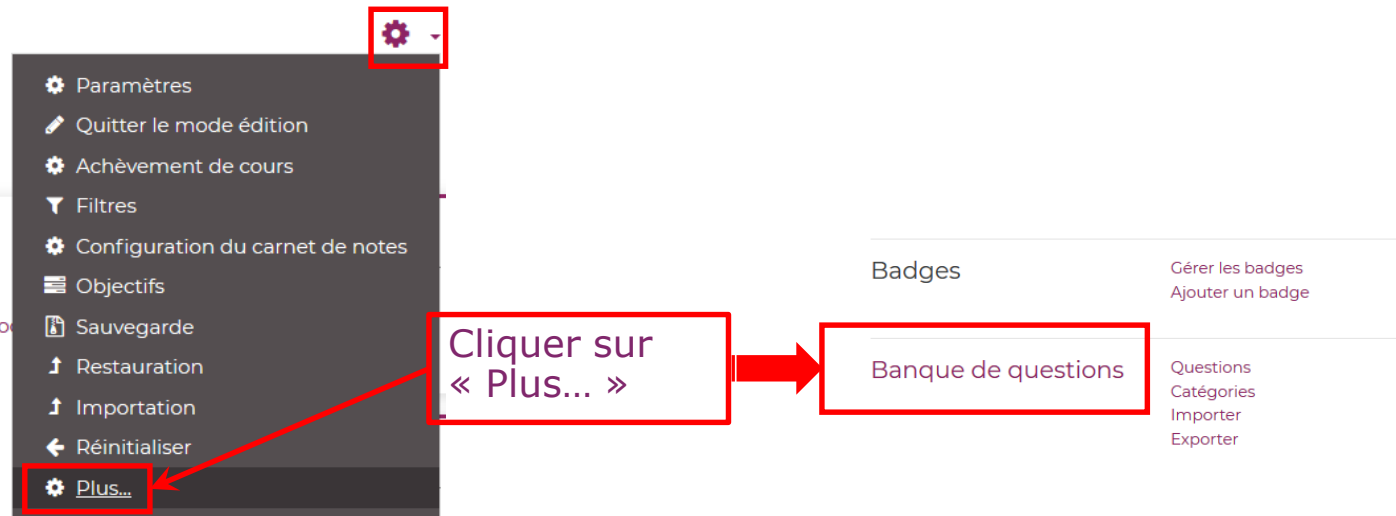 Paramètres
Quitter le mode édition
Achèvement de cours
Filtres
Configuration du carnet de notes
Objectifs
Sauvegarde
Restauration
Importation
Réinitialiser
Plus...
Cliquer sur
« Plus… »
Badges
Gérer les badges
Ajouter un badge
Banque de questions
Questions
Catégories
Importer
Exporter